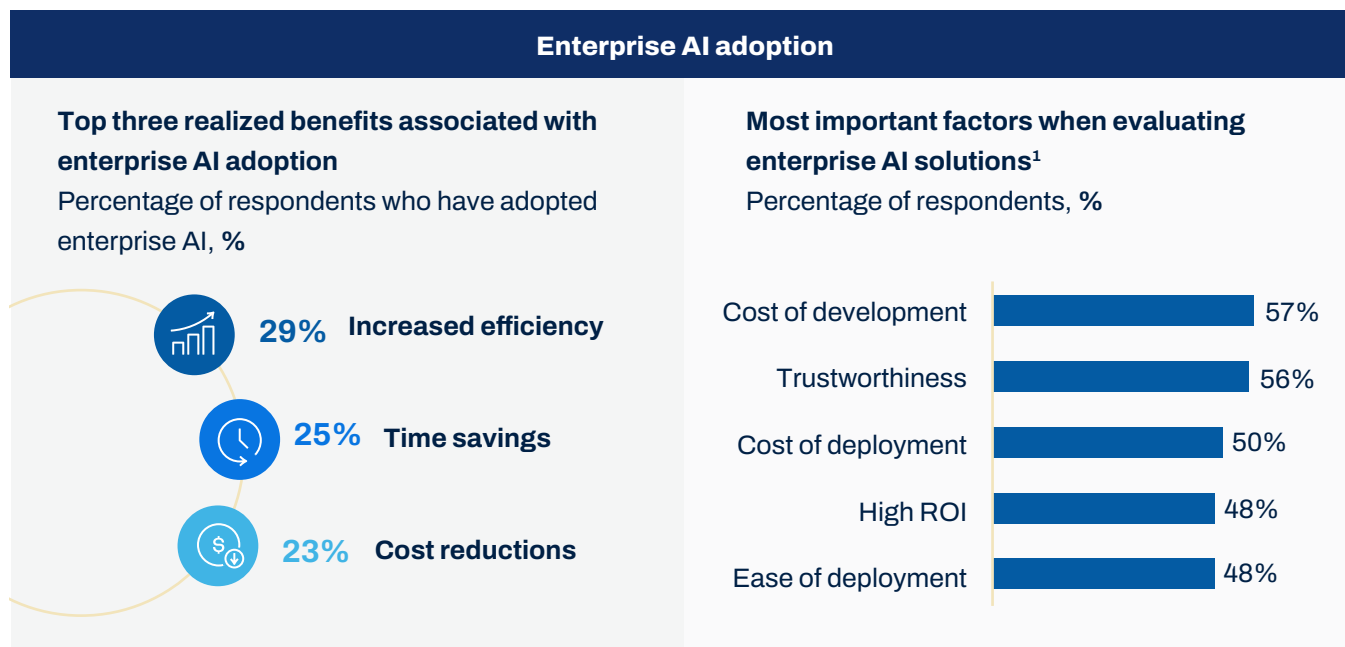 Enterprise AI adoption
Top three realized benefits associated with
enterprise AI adoption
Percentage of respondents who have adopted
enterprise AI, %
29% Increased efficiency
25% Time savings
$
23% Cost reductions
Most important factors when evaluating
enterprise AI solutions¹
Percentage of respondents, %
Cost of development 57%
Trustworthiness 56%
Cost of deployment 50%
High ROI 48%
Ease of deployment 48%